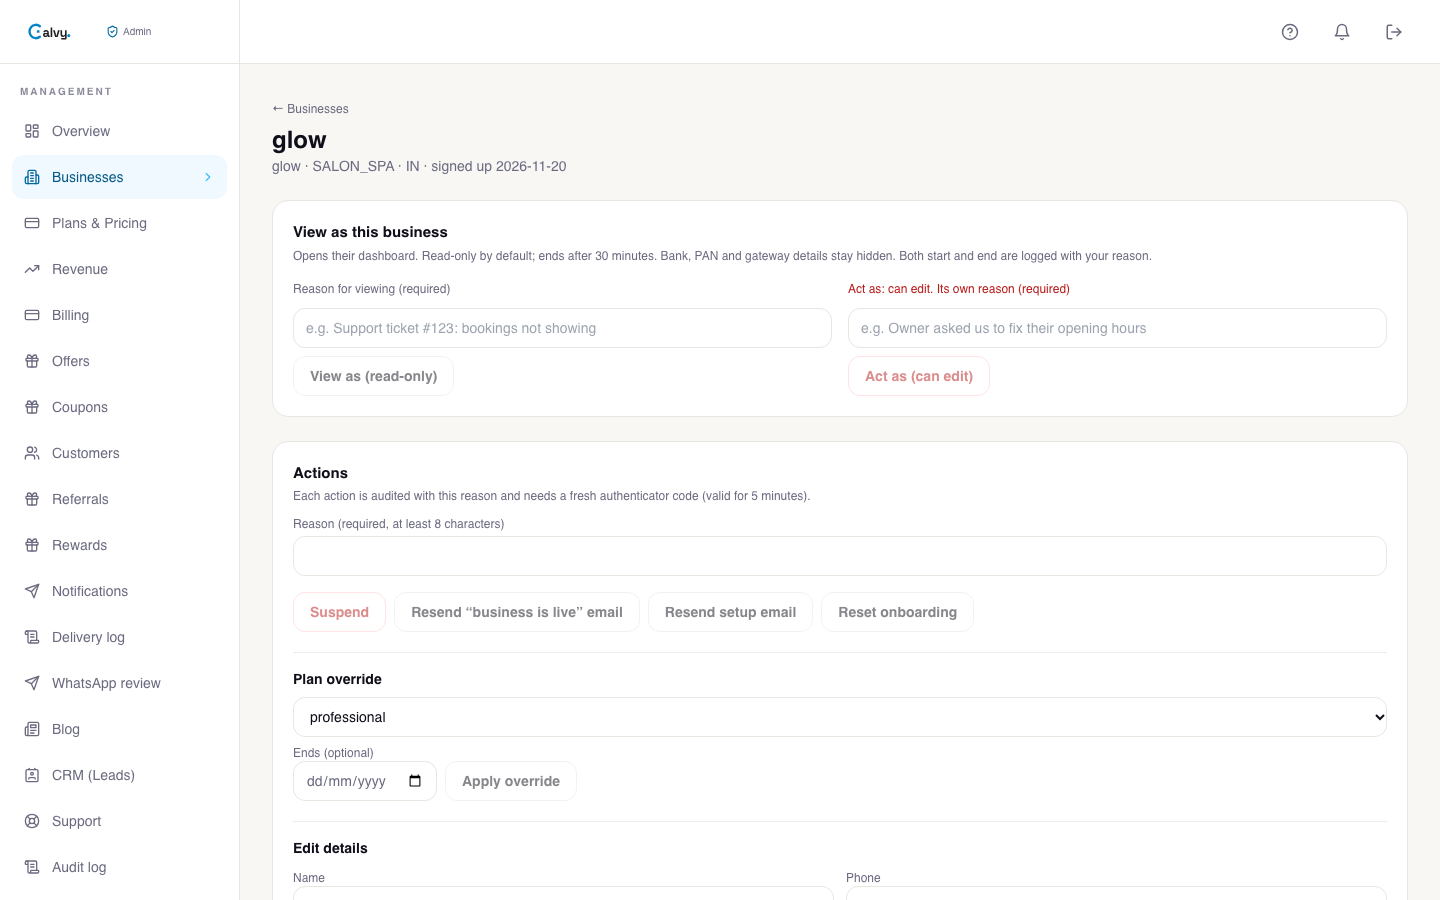 Calvy.
Admin
MANAGEMENT
Overview
Businesses
Plans & Pricing
Revenue
Billing
Offers
Coupons
Customers
Referrals
Rewards
Notifications
Delivery log
WhatsApp review
Blog
CRM (Leads)
Support
Audit log
← Businesses
glow
glow · SALON_SPA · IN · signed up 2026-11-20
View as this business
Opens their dashboard. Read-only by default; ends after 30 minutes. Bank, PAN and gateway details stay hidden. Both start and end are logged with your reason.
Reason for viewing (required)
e.g. Support ticket #123: bookings not showing
View as (read-only)
Act as: can edit. Its own reason (required)
e.g. Owner asked us to fix their opening hours
Act as (can edit)
Actions
Each action is audited with this reason and needs a fresh authenticator code (valid for 5 minutes).
Reason (required, at least 8 characters)
Suspend
Resend “business is live” email
Resend setup email
Reset onboarding
Plan override
professional
Ends (optional)
dd/mm/yyyy
Apply override
Edit details
Name
Phone